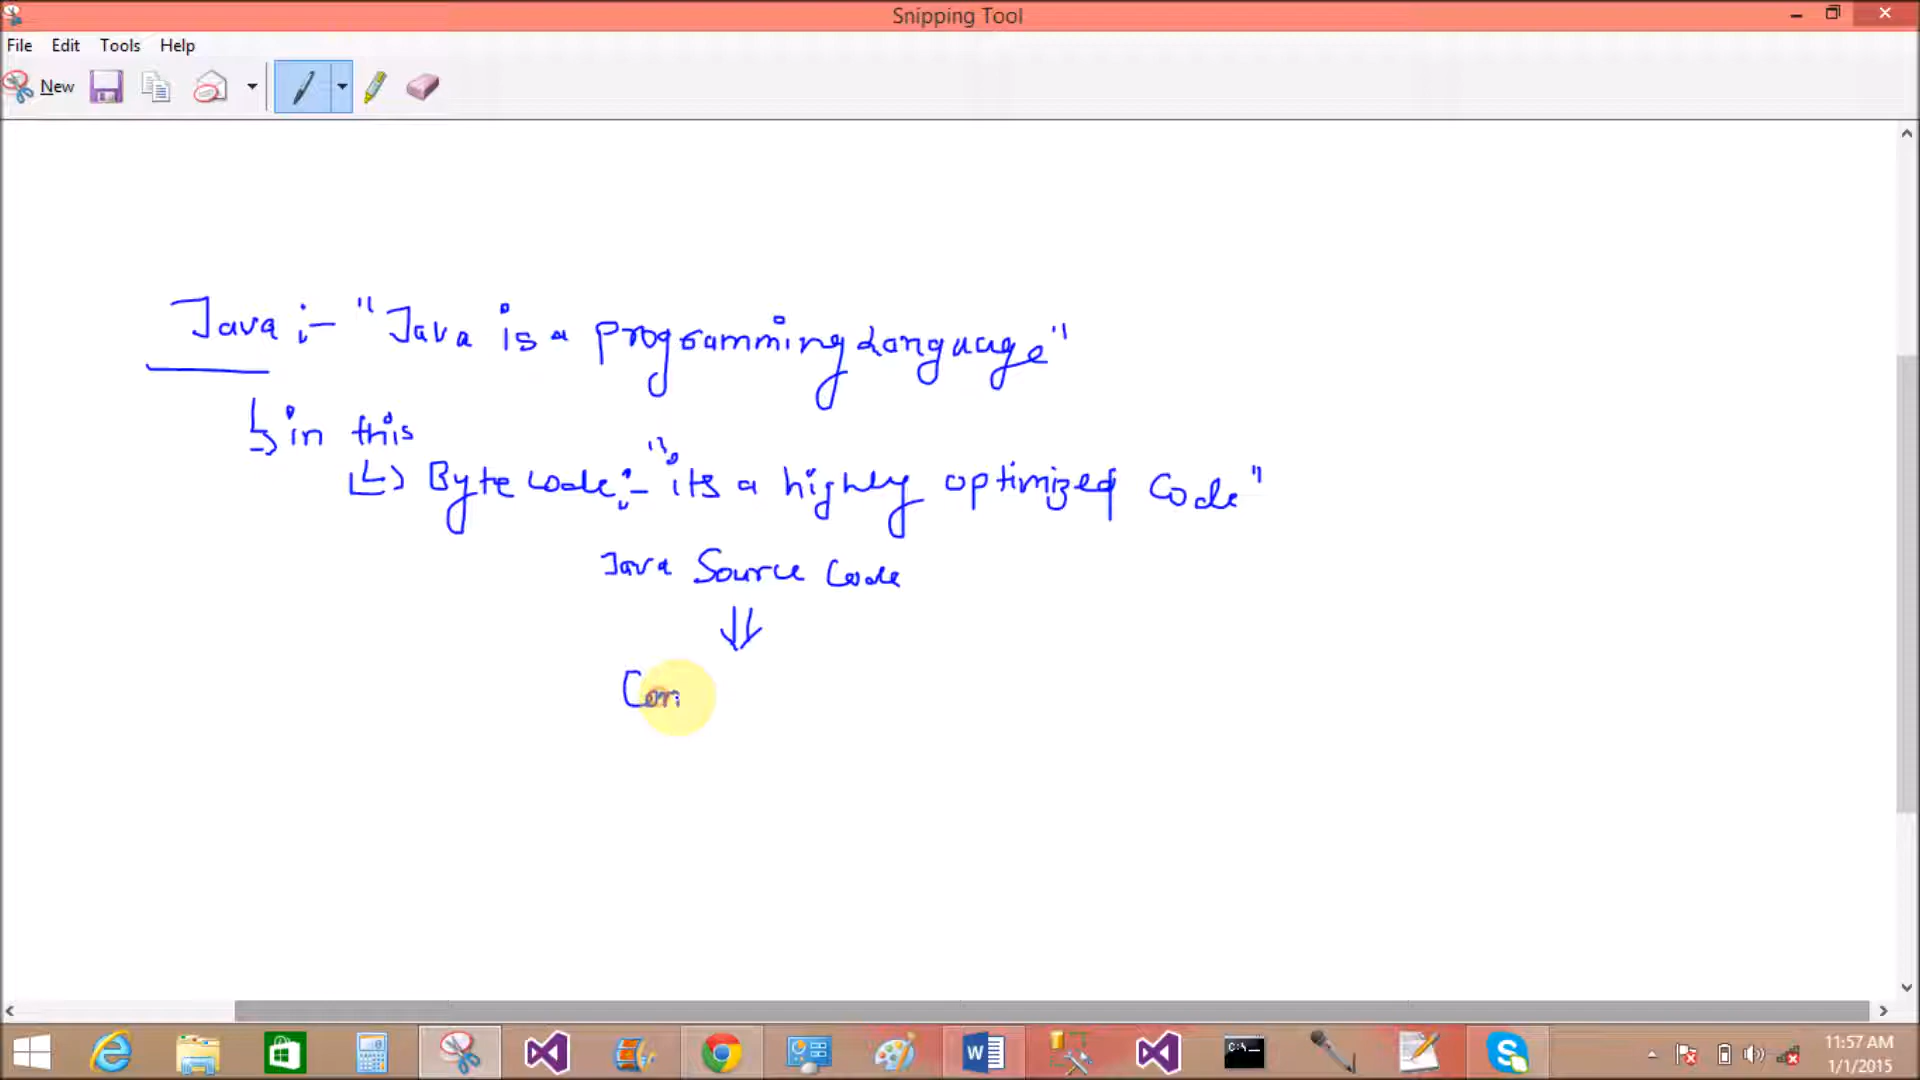 Snipping Tool
File Edit Tools Help
New
Java :- "Java is a programming Language"
in this
Byte code :- "its a highly optimized Code"
Java Source Code
Com
11:57 AM
1/1/2015